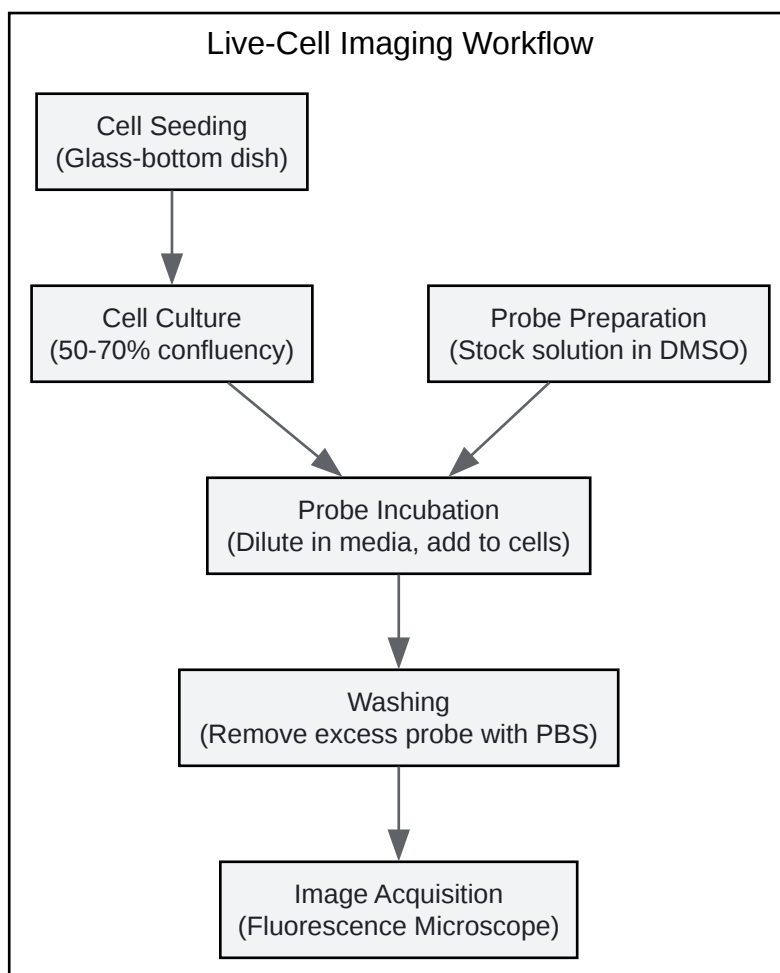 Live-Cell Imaging Workflow
Cell Seeding
(Glass-bottom dish)
Cell Culture
(50-70% confluency)
Probe Preparation
(Stock solution in DMSO)
Probe Incubation
(Dilute in media, add to cells)
Washing
(Remove excess probe with PBS)
Image Acquisition
(Fluorescence Microscope)